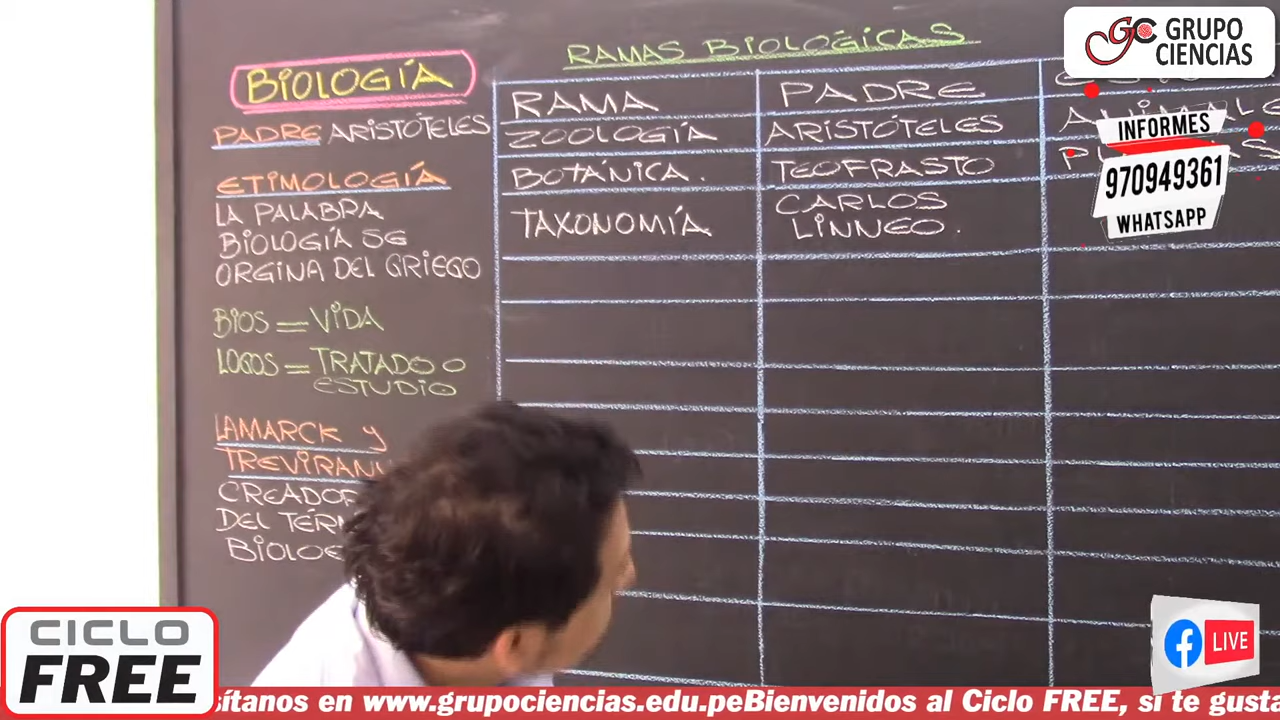 BIOLOGÍA
PADRE ARISTÓTELES
ETIMOLOGÍA
LA PALABRA
BIOLOGÍA SE
ORGINA DEL GRIEGO
BIOS = VIDA
LOGOS = TRATADO O
ESTUDIO
LAMARCK Y
DEL
RAMAS BIOLÓGICAS
RAMA PADRE
ZOOLOGÍA ARISTÓTELES
BOTÁNICA. TEOFRASTO
TAXONOMÍA CARLOS
LINNEO.
GC GRUPO
CIENCIAS
INFORMES
970949361
WHATSAPP
CICLO
FREE
LIVE
sítanos en www.grupociencias.edu.peBienvenidos al Ciclo FREE, si te gusta